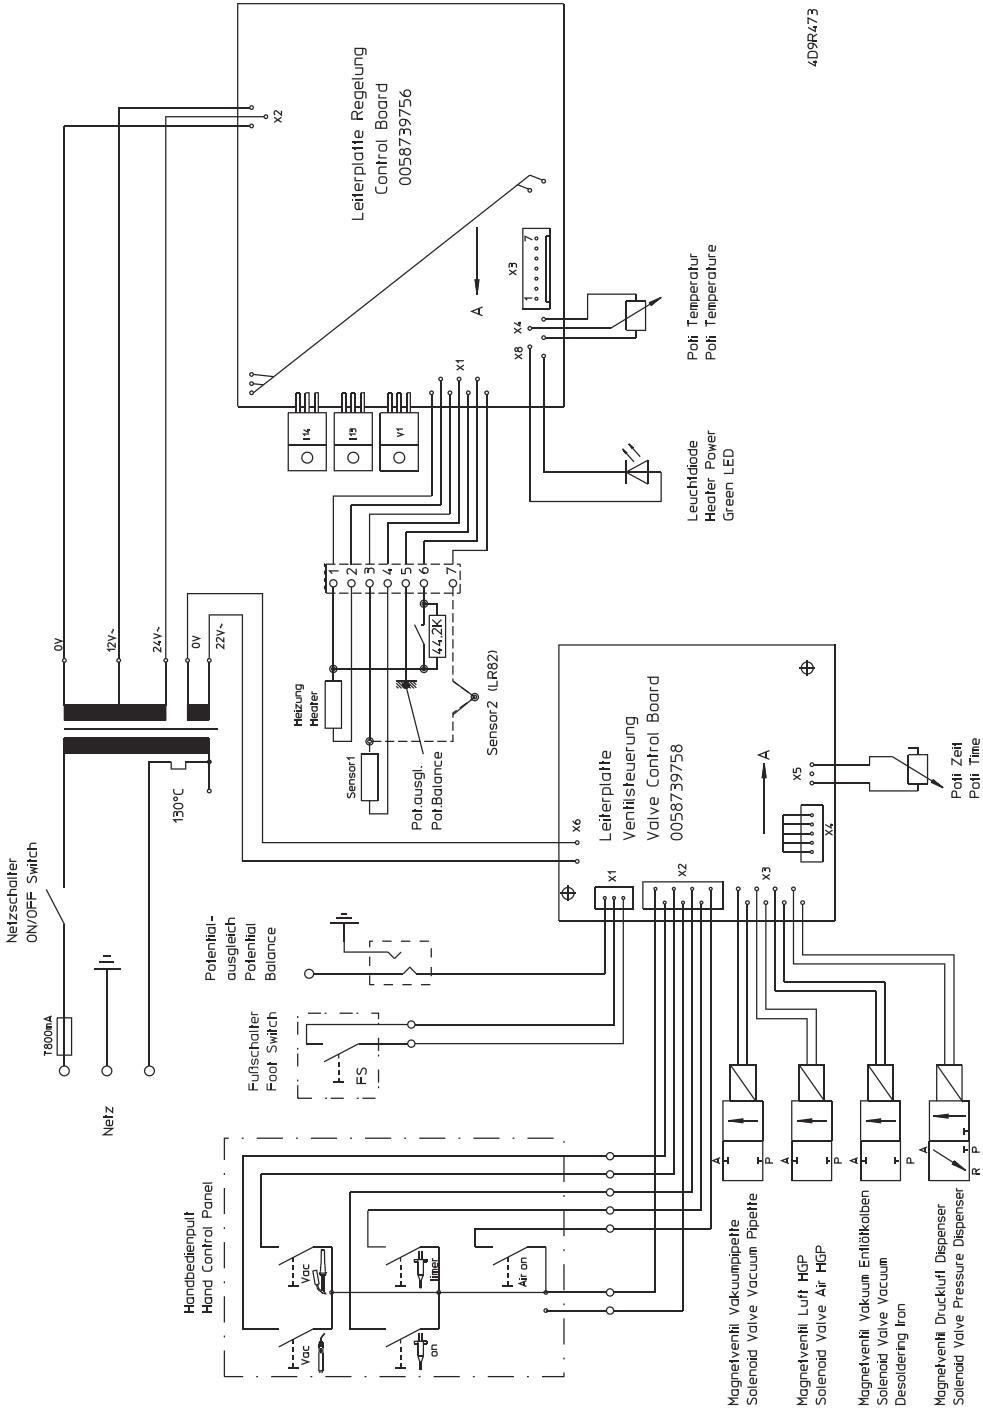 Netzschalter
ON/OFF Switch
T800mA
Netz
130°C
0V
12V~
24V~
0V
22V~
Leiterplatte Regelung
Control Board
0058739756
X2
4D9R473
A
X3
1
7
X4
X8
X1
V1
Poti Temperatur
Poti Temperature
Leuchtdiode
Heater Power
Green LED
1
2
3
4
5
6
7
44.2K
Heizung
Heater
Sensor1
Pot.ausgl.
Pot.Balance
Sensor2 (LR82)
Leiterplatte
Ventilsteuerung
Valve Control Board
0058739758
X6
A
X5
X4
X1
X2
X3
Poti Zeit
Poti Time
Potential-
ausgleich
Potential
Balance
Fußschalter
Foot Switch
FS
Handbedienpult
Hand Control Panel
Vac
Vac
timer
on
Air on
A
P
A
P
A
P
A
R
P
Magnetventil Vakuumpipette
Solenoid Valve Vacuum Pipette
Magnetventil Luft HGP
Solenoid Valve Air HGP
Magnetventil Vakuum Entlötkolben
Solenoid Valve Vacuum
Desoldering Iron
Magnetventil Druckluft Dispenser
Solenoid Valve Pressure Dispenser